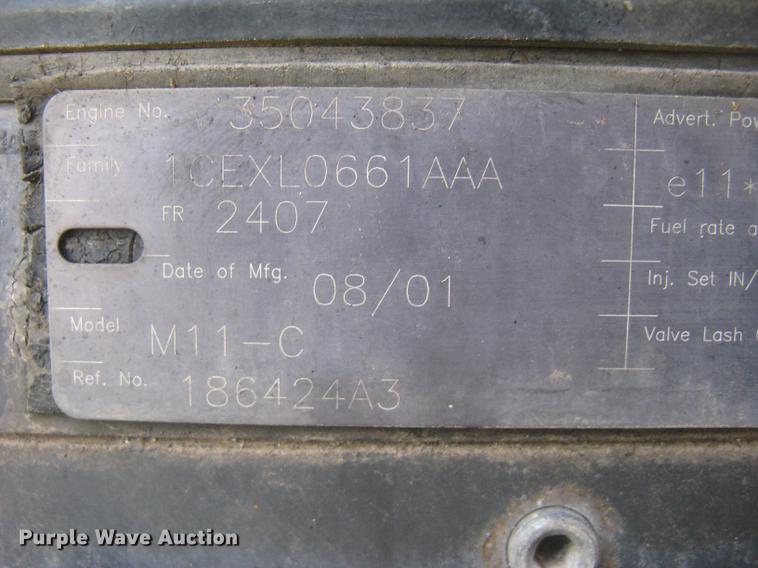 Engine No. 35043837
Family 1CEXL0661AAA
FR 2407
Date of Mfg. 08/01
Model M11-C
Ref. No. 186424A3
Advert. Pow
e11*
Fuel rate a
Inj. Set IN/
Valve Lash
Purple Wave Auction